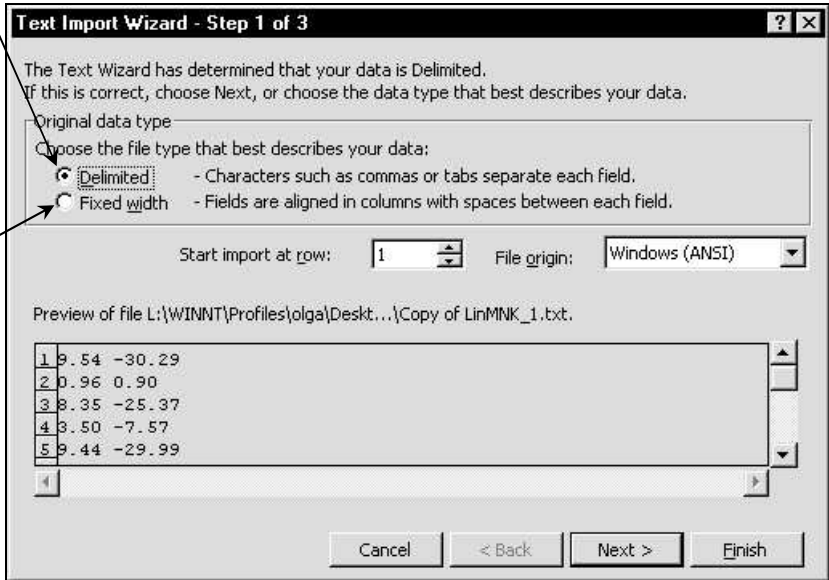 Text Import Wizard - Step 1 of 3
The Text Wizard has determined that your data is Delimited.
If this is correct, choose Next, or choose the data type that best describes your data.
Original data type
Choose the file type that best describes your data:
Delimited - Characters such as commas or tabs separate each field.
Fixed width - Fields are aligned in columns with spaces between each field.
Start import at row: 1 File origin: Windows (ANSI)
Preview of file L:\WINNT\Profiles\olga\Deskt...\Copy of LinMNK_1.txt.
1 9.54 -30.29
2 0.96 0.90
3 8.35 -25.37
4 3.50 -7.57
5 9.44 -29.99
Cancel < Back Next > Finish